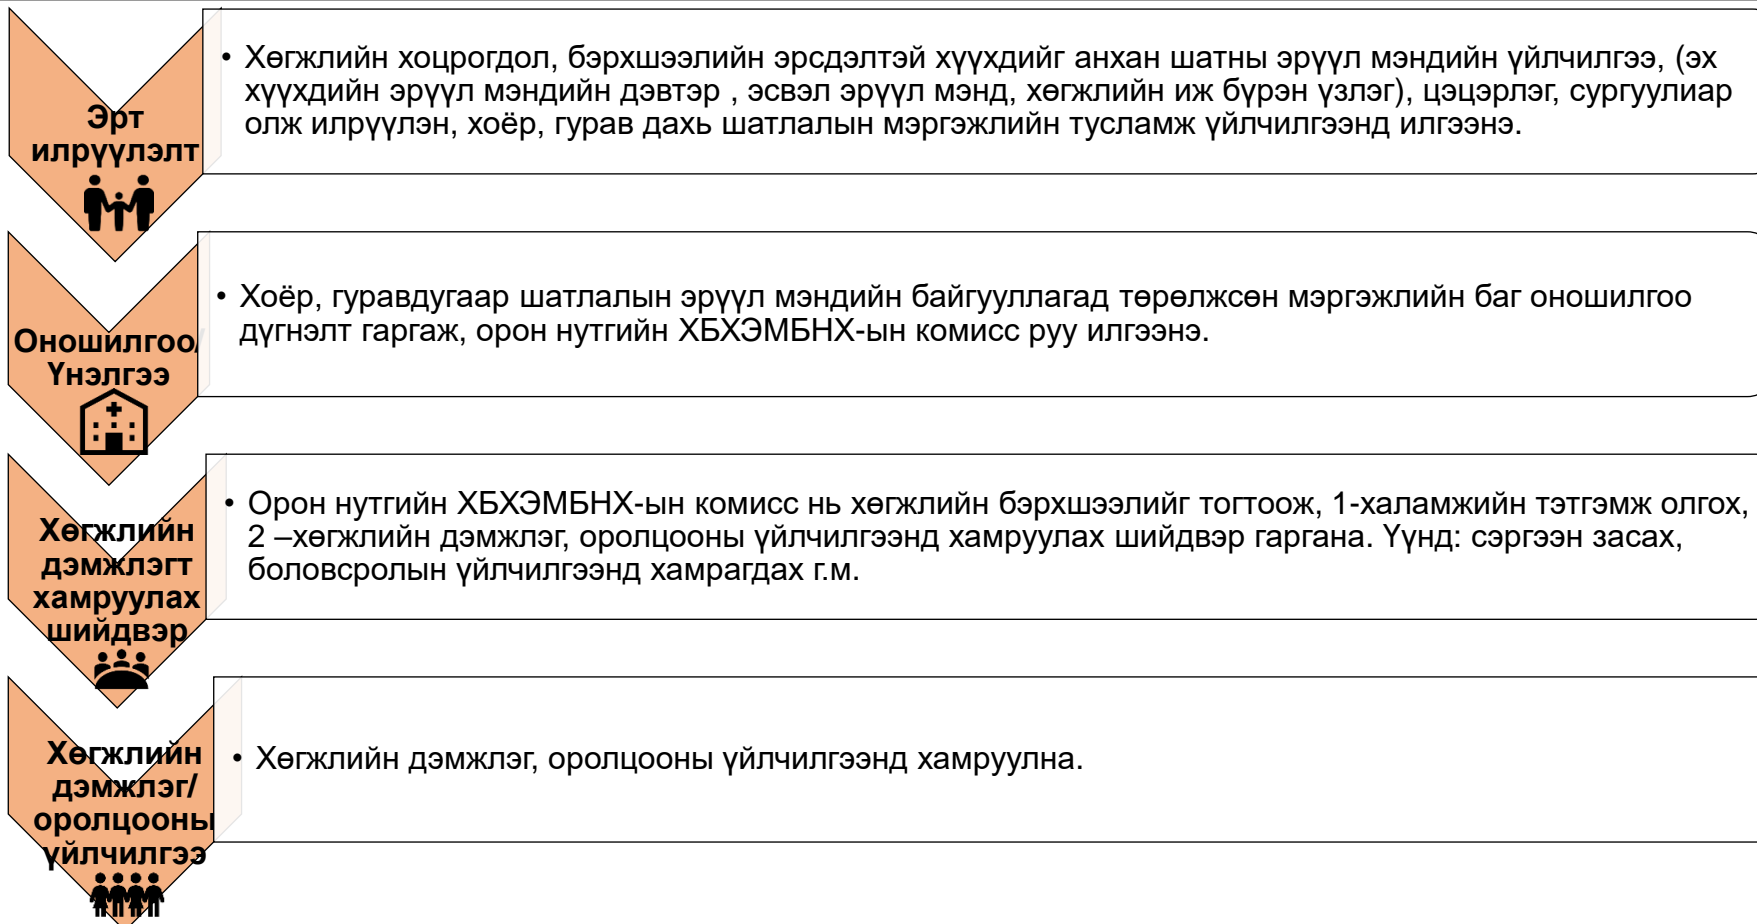 Эрт
илрүүлэлт
• Хөгжлийн хоцрогдол, бэрхшээлийн эрсдэлтэй хүүхдийг анхан шатны эрүүл мэндийн үйлчилгээ, (эх
хүүхдийн эрүүл мэндийн дэвтэр , эсвэл эрүүл мэнд, хөгжлийн иж бүрэн үзлэг), цэцэрлэг, сургуулиар
олж илрүүлэн, хоёр, гурав дахь шатлалын мэргэжлийн тусламж үйлчилгээнд илгээнэ.
Оношилгоо/
Үнэлгээ
• Хоёр, гуравдугаар шатлалын эрүүл мэндийн байгууллагад төрөлжсөн мэргэжлийн баг оношилгоо
дүгнэлт гаргаж, орон нутгийн ХБХЭМБНХ-ын комисс руу илгээнэ.
Хөгжлийн
дэмжлэгт
хамруулах
шийдвэр
• Орон нутгийн ХБХЭМБНХ-ын комисс нь хөгжлийн бэрхшээлийг тогтоож, 1-халамжийн тэтгэмж олгох,
2 –хөгжлийн дэмжлэг, оролцооны үйлчилгээнд хамруулах шийдвэр гаргана. Үүнд: сэргээн засах,
боловсролын үйлчилгээнд хамрагдах г.м.
Хөгжлийн
дэмжлэг/
оролцооны
үйлчилгээ
• Хөгжлийн дэмжлэг, оролцооны үйлчилгээнд хамруулна.